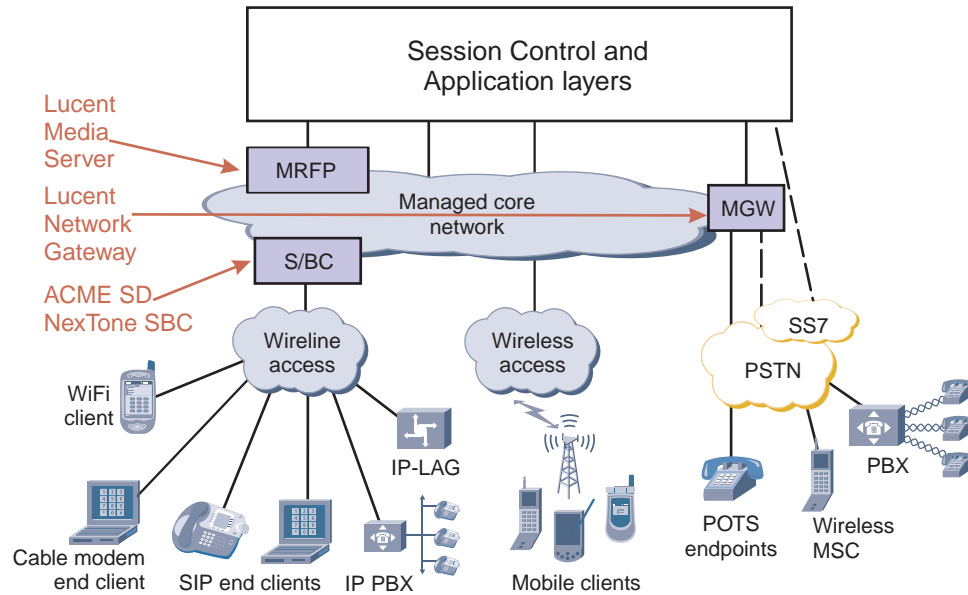 Session Control and
Application layers
Lucent
Media
Server
MRFP
Lucent
Network
Gateway
Managed core
network
MGW
S/BC
ACME SD
NexTone SBC
Wireline
access
Wireless
access
SS7
PSTN
WiFi
client
IP-LAG
PBX
Cable modem
end client
SIP end clients
IP PBX
Mobile clients
POTS
endpoints
Wireless
MSC